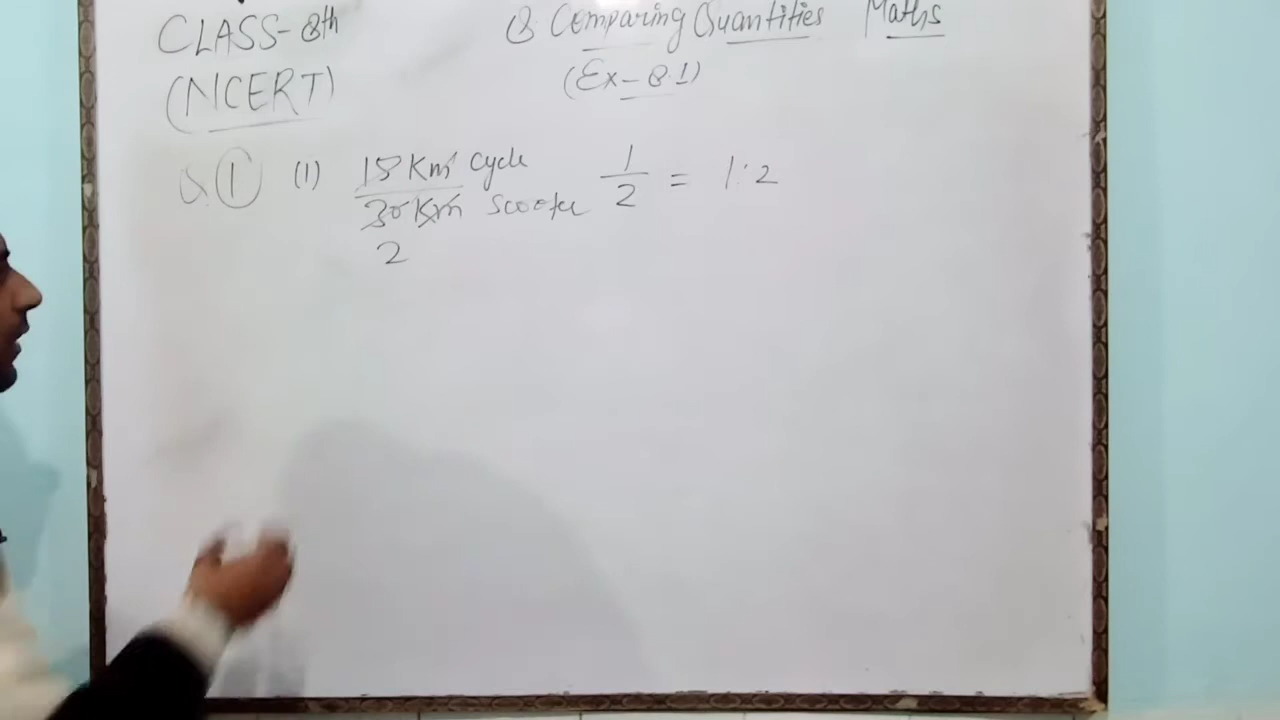 CLASS-8th
(NCERT)
8 Comparing Quantities Maths
(Ex-8.1)
Q.1 (1) 15 Km Cycle
30 Km Scooter
2
1/2 = 1:2